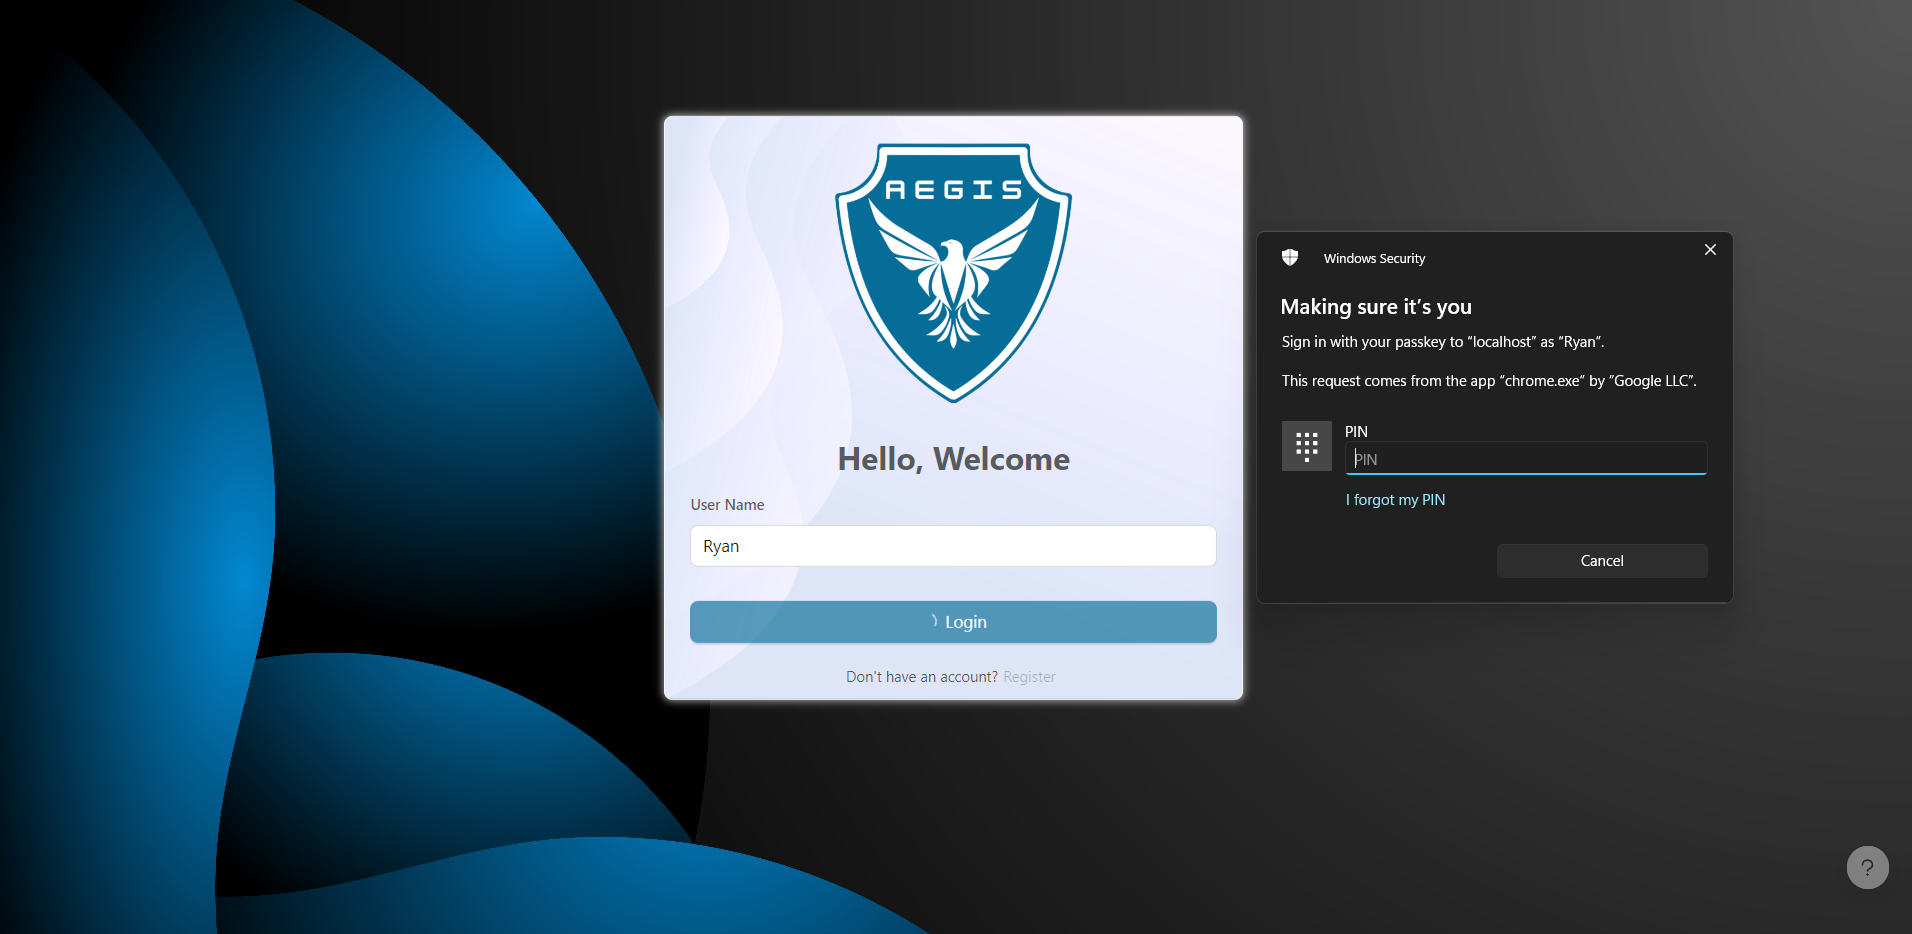 AEGIS
Hello, Welcome
User Name
Ryan
Login
Don't have an account? Register
Windows Security
Making sure it’s you
Sign in with your passkey to “localhost” as “Ryan”.
This request comes from the app “chrome.exe” by “Google LLC”.
PIN
PIN
I forgot my PIN
Cancel
?